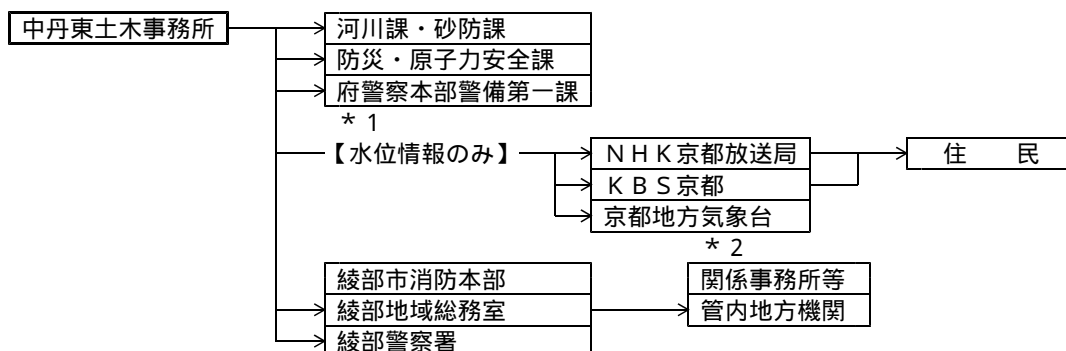 中丹東土木事務所
河川課・砂防課
防災・原子力安全課
府警察本部警備第一課
*1
【水位情報のみ】
NHK京都放送局
住　　民
KBS京都
京都地方気象台
*2
綾部市消防本部
関係事務所等
綾部地域総務室
管内地方機関
綾部警察署